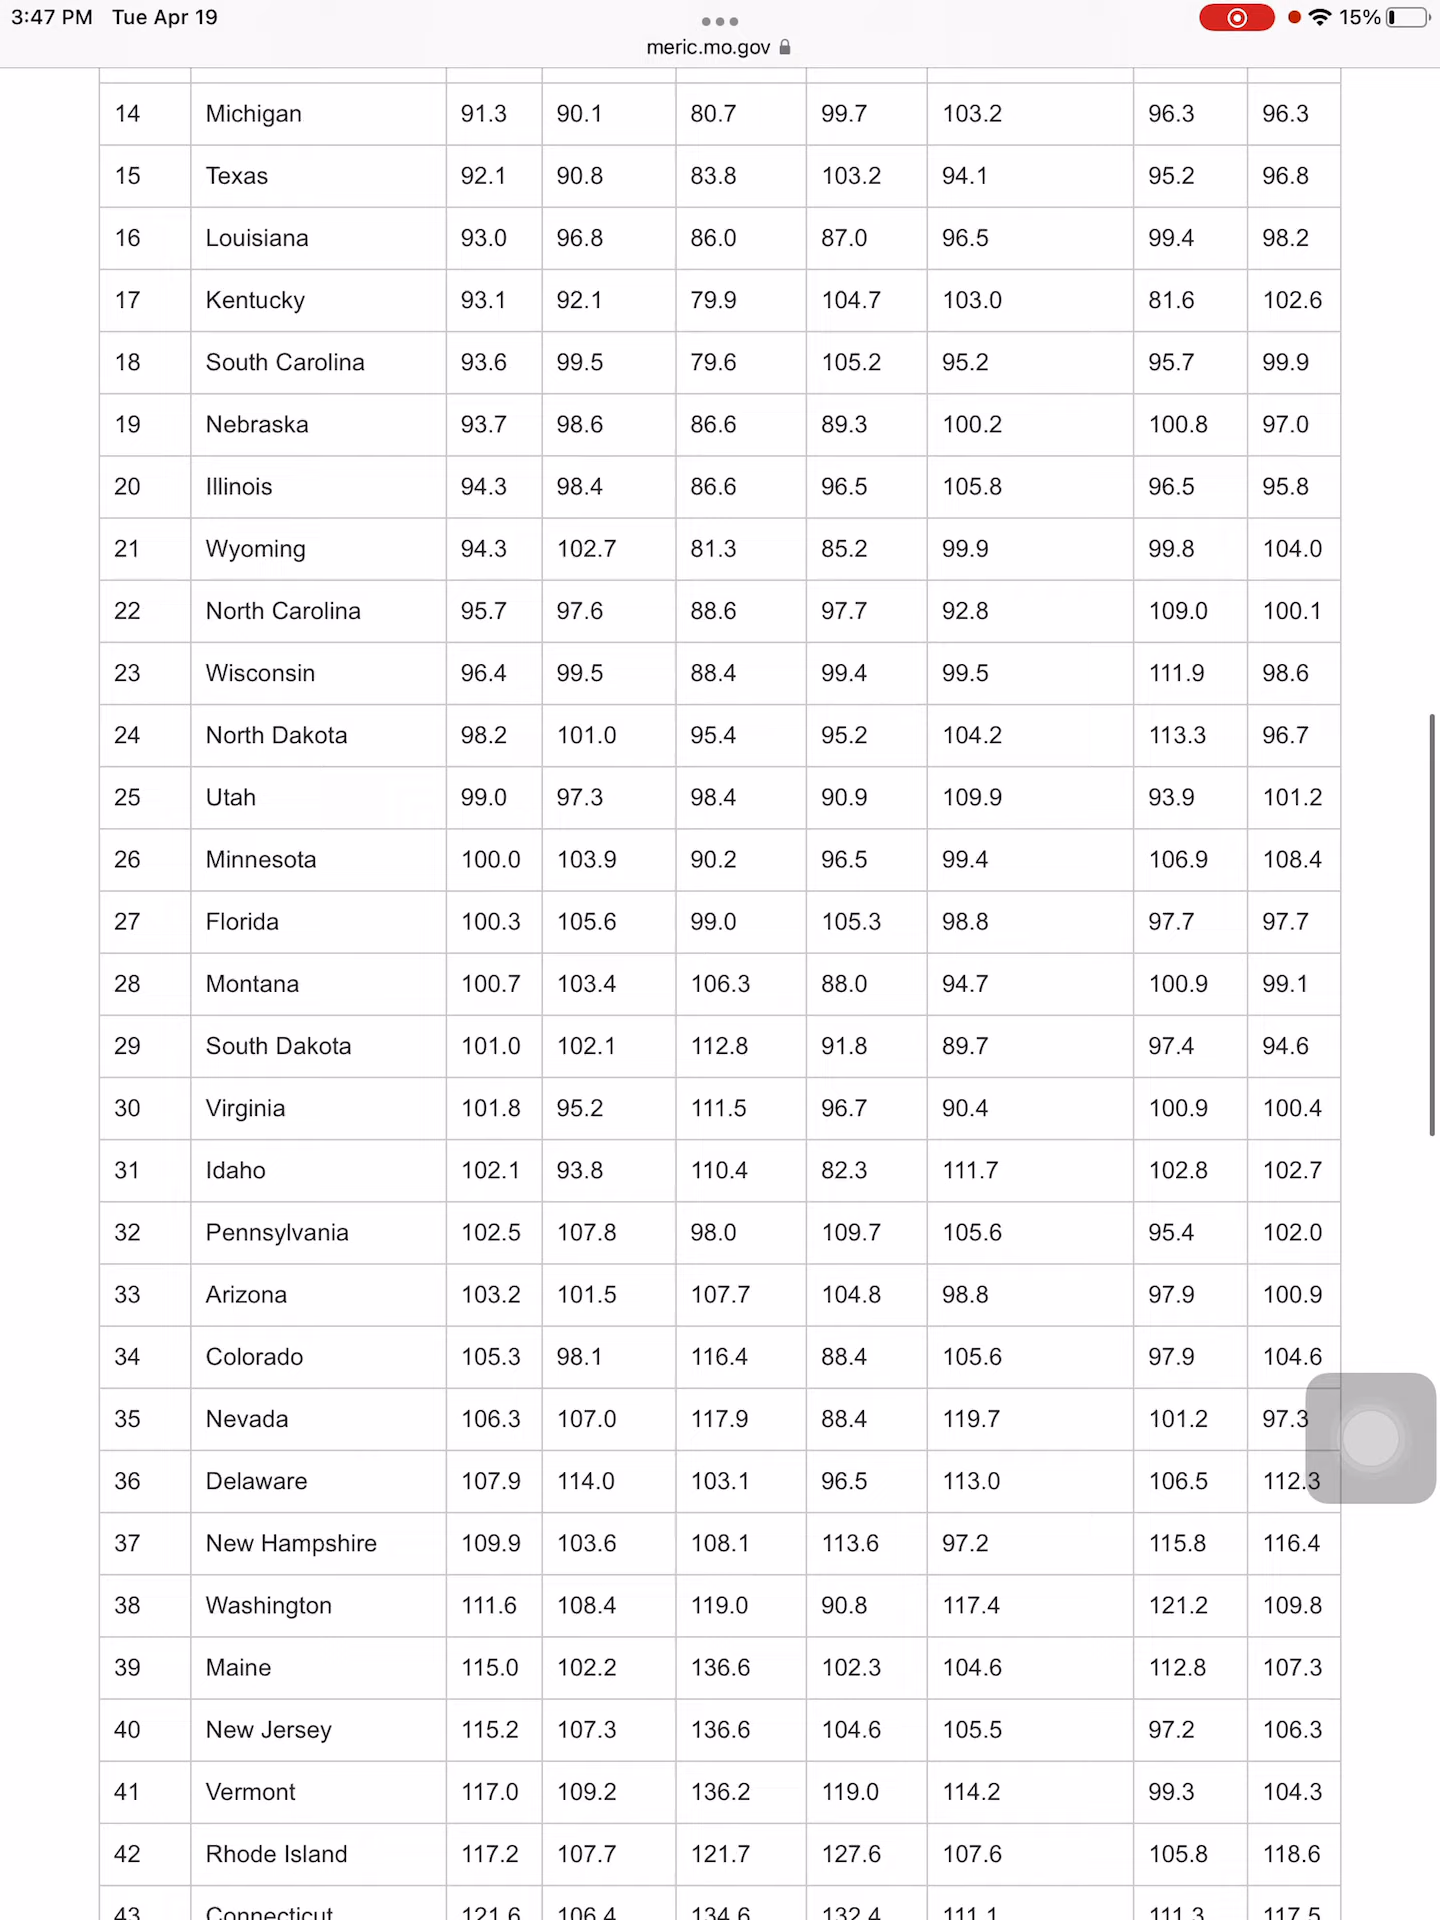 3:47 PM Tue Apr 19
15%
meric.mo.gov
14 Michigan 91.3 90.1 80.7 99.7 103.2 96.3 96.3
15 Texas 92.1 90.8 83.8 103.2 94.1 95.2 96.8
16 Louisiana 93.0 96.8 86.0 87.0 96.5 99.4 98.2
17 Kentucky 93.1 92.1 79.9 104.7 103.0 81.6 102.6
18 South Carolina 93.6 99.5 79.6 105.2 95.2 95.7 99.9
19 Nebraska 93.7 98.6 86.6 89.3 100.2 100.8 97.0
20 Illinois 94.3 98.4 86.6 96.5 105.8 96.5 95.8
21 Wyoming 94.3 102.7 81.3 85.2 99.9 99.8 104.0
22 North Carolina 95.7 97.6 88.6 97.7 92.8 109.0 100.1
23 Wisconsin 96.4 99.5 88.4 99.4 99.5 111.9 98.6
24 North Dakota 98.2 101.0 95.4 95.2 104.2 113.3 96.7
25 Utah 99.0 97.3 98.4 90.9 109.9 93.9 101.2
26 Minnesota 100.0 103.9 90.2 96.5 99.4 106.9 108.4
27 Florida 100.3 105.6 99.0 105.3 98.8 97.7 97.7
28 Montana 100.7 103.4 106.3 88.0 94.7 100.9 99.1
29 South Dakota 101.0 102.1 112.8 91.8 89.7 97.4 94.6
30 Virginia 101.8 95.2 111.5 96.7 90.4 100.9 100.4
31 Idaho 102.1 93.8 110.4 82.3 111.7 102.8 102.7
32 Pennsylvania 102.5 107.8 98.0 109.7 105.6 95.4 102.0
33 Arizona 103.2 101.5 107.7 104.8 98.8 97.9 100.9
34 Colorado 105.3 98.1 116.4 88.4 105.6 97.9 104.6
35 Nevada 106.3 107.0 117.9 88.4 119.7 101.2 97.3
36 Delaware 107.9 114.0 103.1 96.5 113.0 106.5 112.3
37 New Hampshire 109.9 103.6 108.1 113.6 97.2 115.8 116.4
38 Washington 111.6 108.4 119.0 90.8 117.4 121.2 109.8
39 Maine 115.0 102.2 136.6 102.3 104.6 112.8 107.3
40 New Jersey 115.2 107.3 136.6 104.6 105.5 97.2 106.3
41 Vermont 117.0 109.2 136.2 119.0 114.2 99.3 104.3
42 Rhode Island 117.2 107.7 121.7 127.6 107.6 105.8 118.6
43 Connecticut 121.6 106.4 134.6 132.4 111.1 111.3 117.5